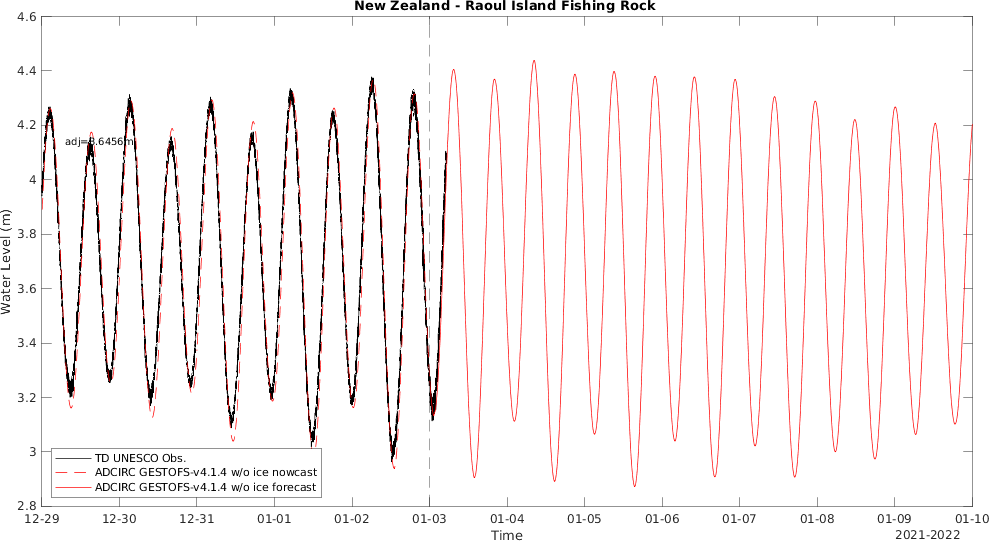 New Zealand - Raoul Island Fishing Rock
4.6
4.4
4.2
4
3.8
3.6
3.4
3.2
3
2.8
Water Level (m)
adj=3.6456m
TD UNESCO Obs.
ADCIRC GESTOFS-v4.1.4 w/o ice nowcast
ADCIRC GESTOFS-v4.1.4 w/o ice forecast
12-29 12-30 12-31 01-01 01-02 01-03 01-04 01-05 01-06 01-07 01-08 01-09 01-10
Time
2021-2022